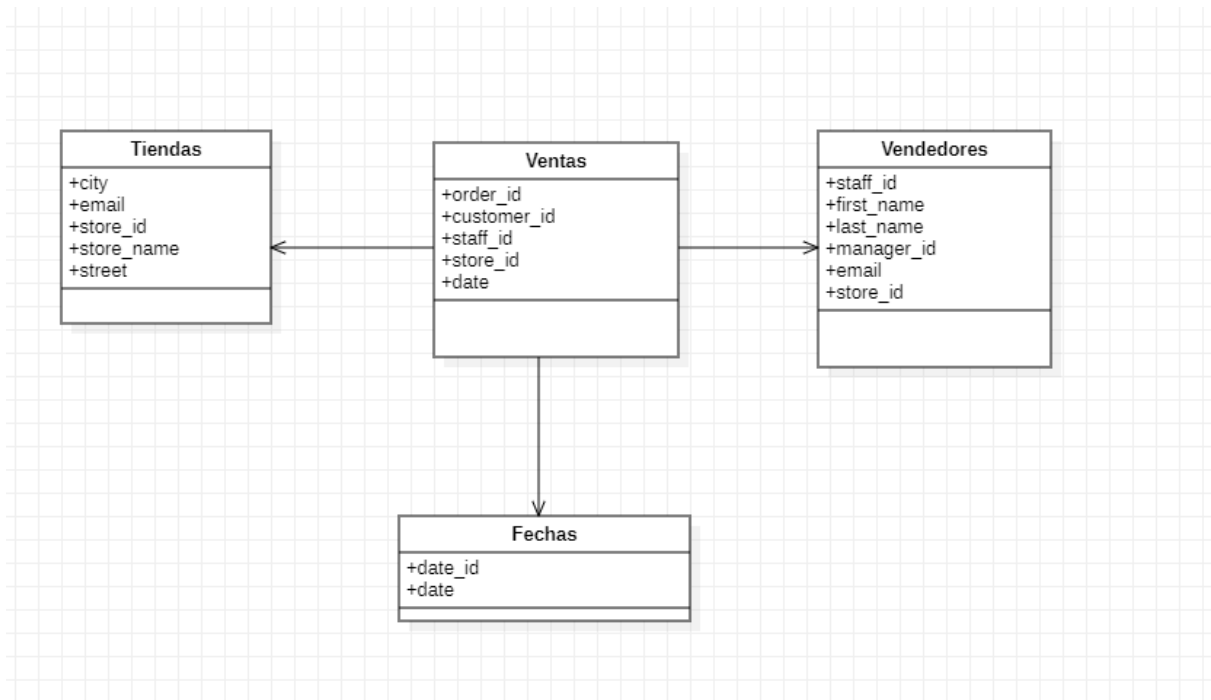 Tiendas
+city
+email
+store_id
+store_name
+street
Ventas
+order_id
+customer_id
+staff_id
+store_id
+date
Vendedores
+staff_id
+first_name
+last_name
+manager_id
+email
+store_id
Fechas
+date_id
+date